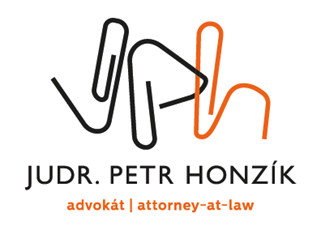 JUDR. PETR HONZÍK
advokát | attorney-at-law